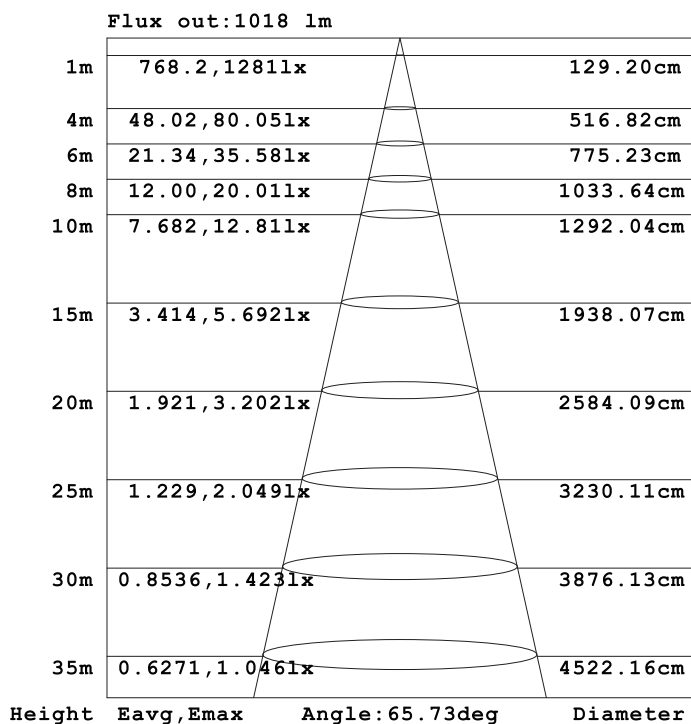 Flux out:1018 lm
1m 768.2,1281lx 129.20cm
4m 48.02,80.05lx 516.82cm
6m 21.34,35.58lx 775.23cm
8m 12.00,20.01lx 1033.64cm
10m 7.682,12.81lx 1292.04cm
15m 3.414,5.692lx 1938.07cm
20m 1.921,3.202lx 2584.09cm
25m 1.229,2.049lx 3230.11cm
30m 0.8536,1.423lx 3876.13cm
35m 0.6271,1.046lx 4522.16cm
Height Eavg,Emax Angle:65.73deg Diameter